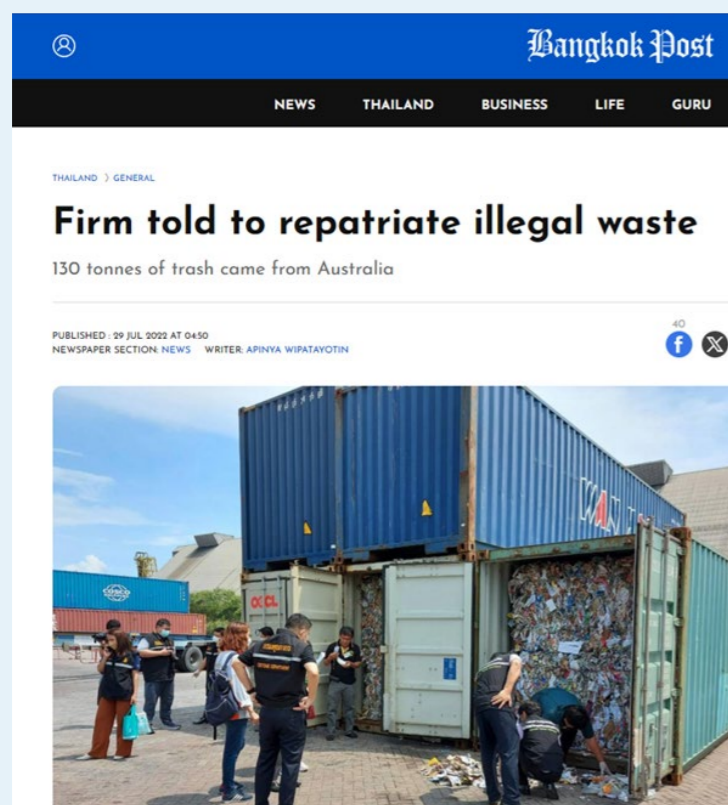 Bangkok Post
NEWS THAILAND BUSINESS LIFE GURU
THAILAND > GENERAL
Firm told to repatriate illegal waste
130 tonnes of trash came from Australia
PUBLISHED : 29 JUL 2022 AT 04:50
NEWSPAPER SECTION: NEWS WRITER: APINYA WIPATAYOTIN
40
WAN
COSCO
OOCL